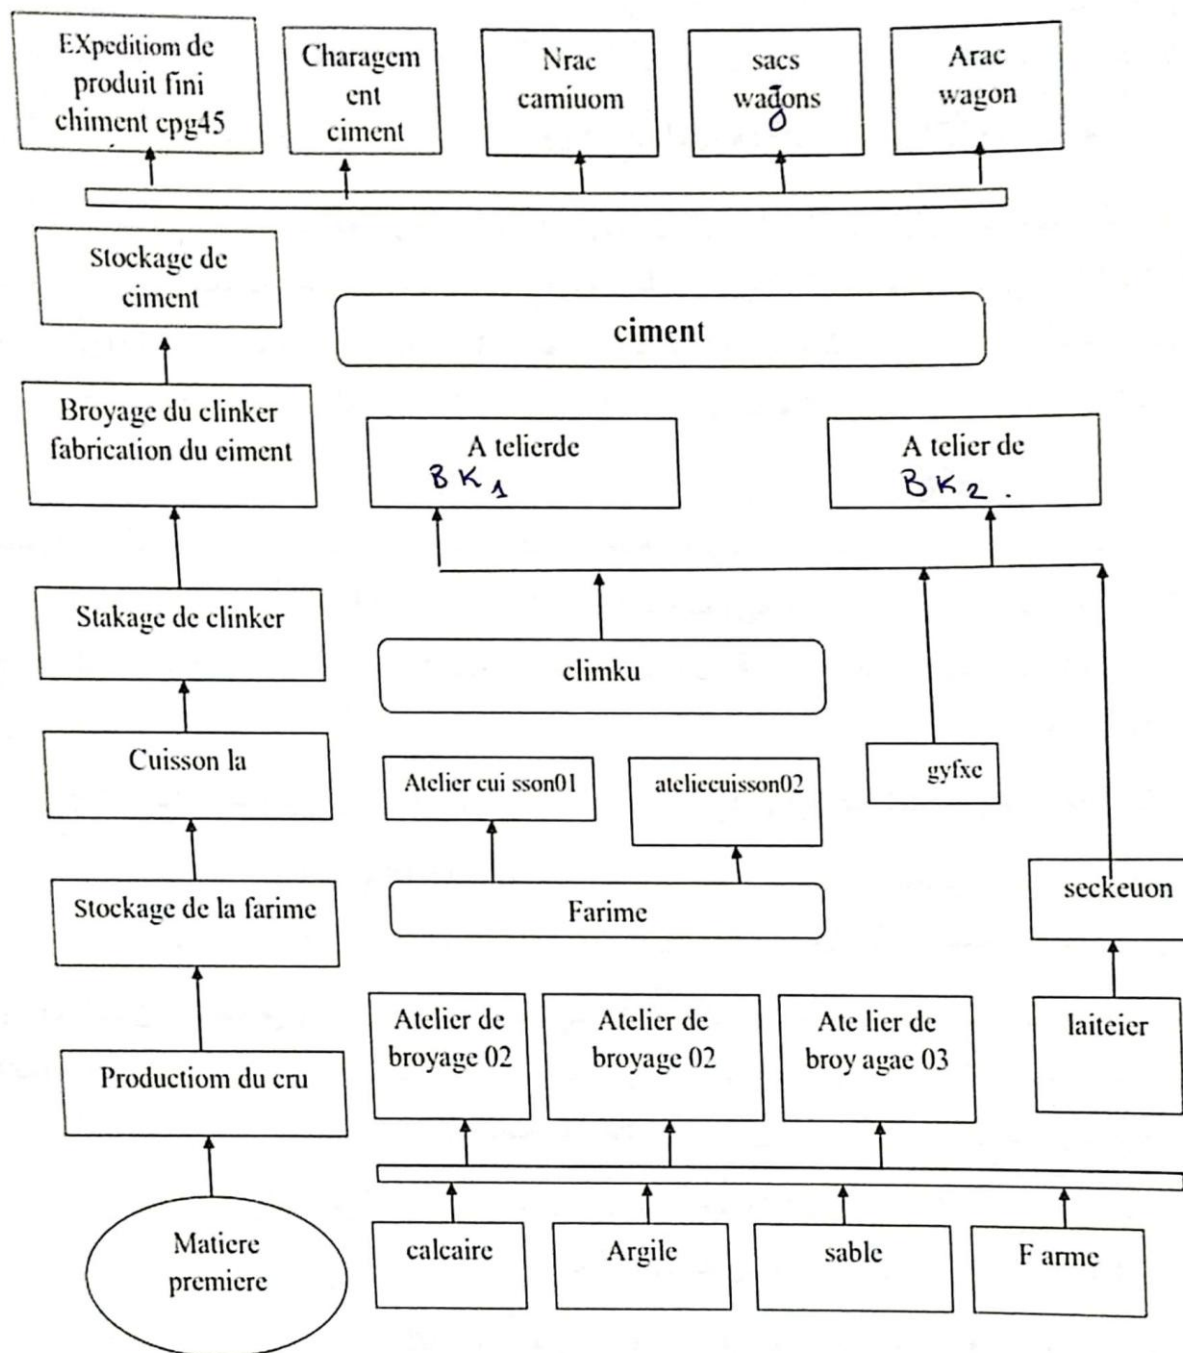 EXpeditiom de
produit fini
chiment cpg45
Charagem
ent
ciment
Nrac
camiuom
sacs
wagons
Arac
wagon
Stockage de
ciment
ciment
Broyage du clinker
fabrication du ciment
A telierde
BK1
A telier de
BK2.
Stakage de clinker
climku
Cuisson la
Atelier cui sson01
ateliecuisson02
gyfxe
Stockage de la farime
Farime
seckeuon
Atelier de
broyage 02
Atelier de
broyage 02
Ate lier de
broy agae 03
laiteier
Productiom du cru
Matiere
premiere
calcaire
Argile
sable
F arme